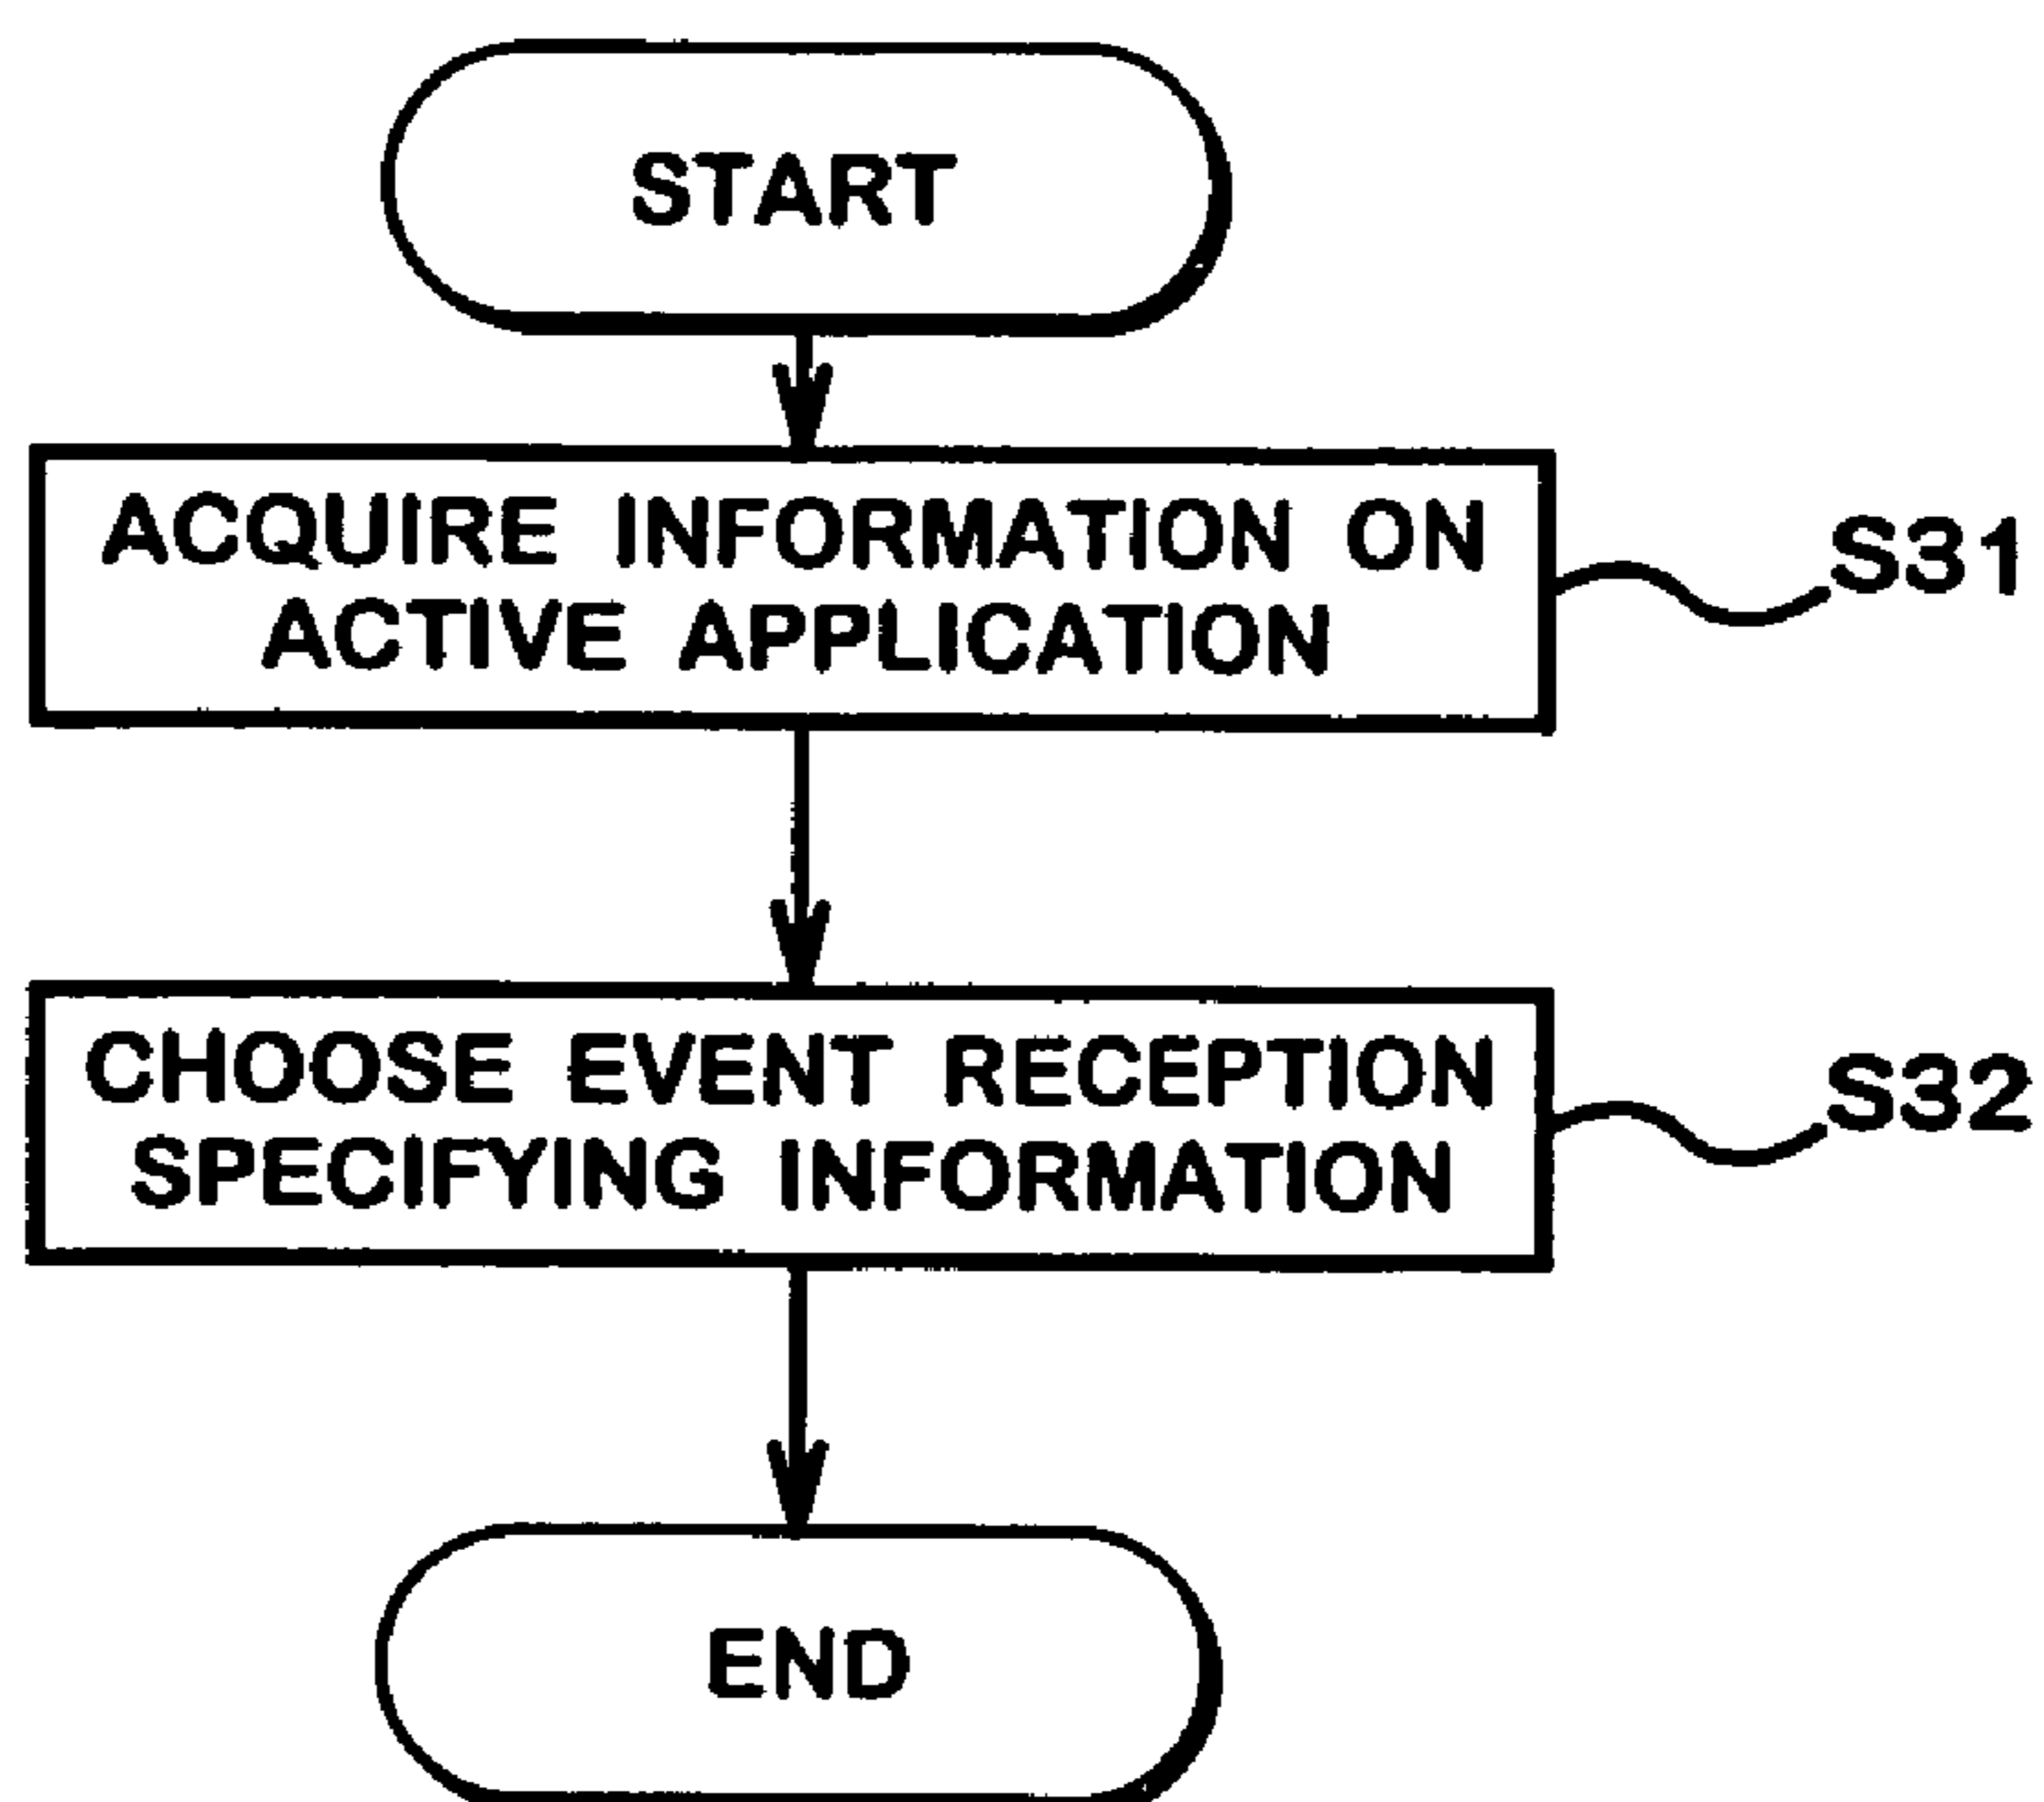 START
ACQUIRE INFORMATION ON
ACTIVE APPLICATION
S31
CHOOSE EVENT RECEPTION
SPECIFYING INFORMATION
S32
END